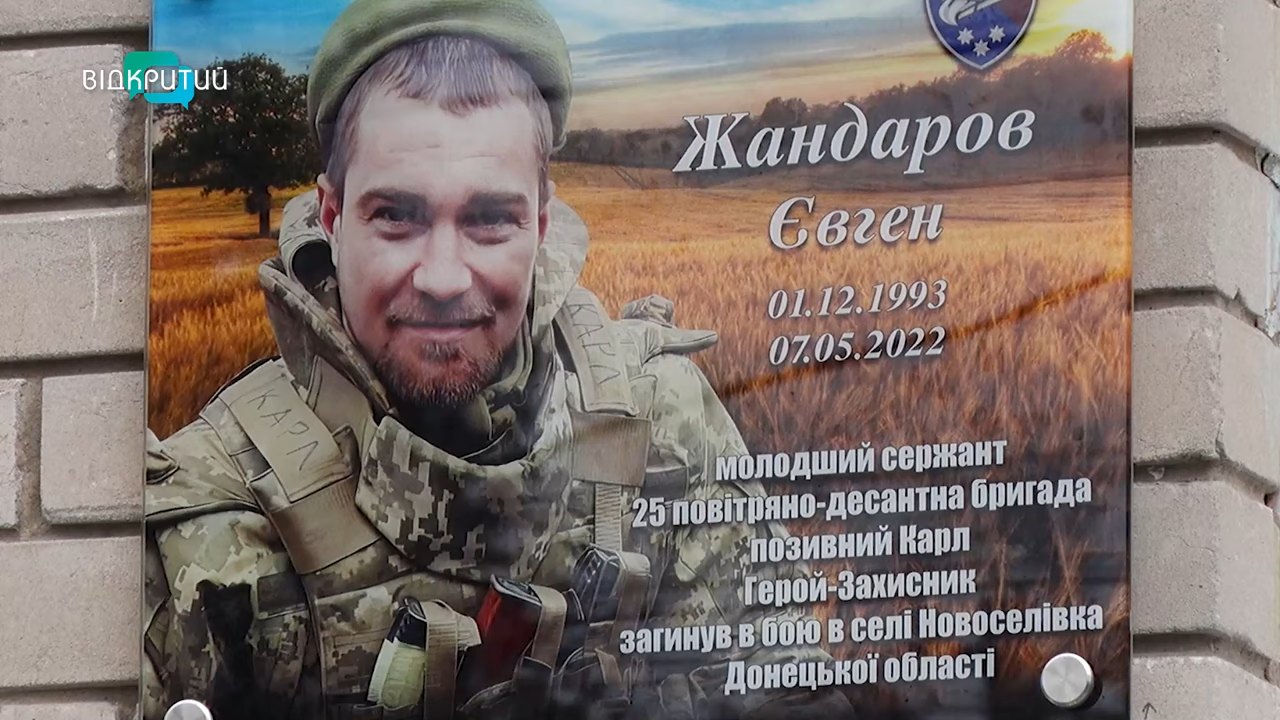 ВІДКРИТИЙ
Жандаров
Євген
01.12.1993
07.05.2022
КАРЛ
КАРЛ
молодший сержант
25 повітряно-десантна бригада
позивний Карл
Герой-Захисник
загинув в бою в селі Новоселівка
Донецької області